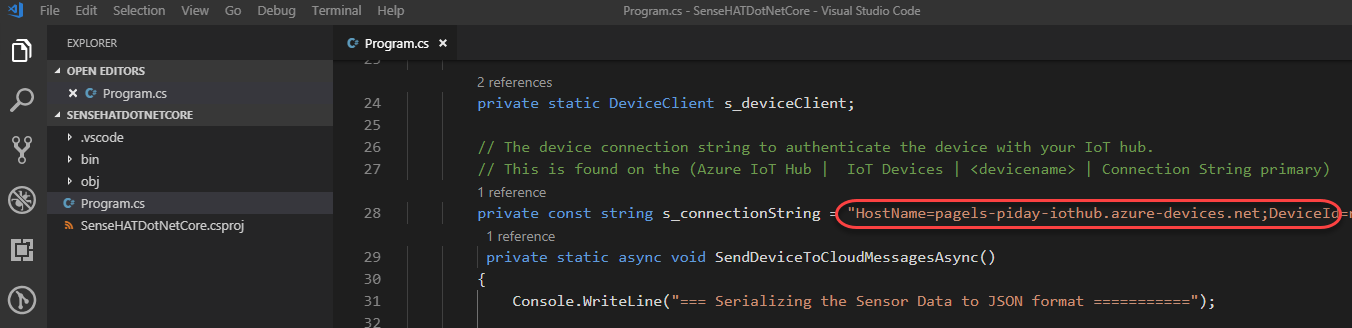 File Edit Selection View Go Debug Terminal Help Program.cs - SenseHATDotNetCore - Visual Studio Code
EXPLORER
OPEN EDITORS
Program.cs
SENSEHATDOTNETCORE
.vscode
bin
obj
Program.cs
SenseHATDotNetCore.csproj
Program.cs
2 references
24 private static DeviceClient s_deviceClient;
25
26 // The device connection string to authenticate the device with your IoT hub.
27 // This is found on the (Azure IoT Hub | IoT Devices | <devicename> | Connection String primary)
1 reference
28 private const string s_connectionString = "HostName=pagels-piday-iothub.azure-devices.net;DeviceId=
1 reference
29 private static async void SendDeviceToCloudMessagesAsync()
30 {
31 Console.WriteLine("=== Serializing the Sensor Data to JSON format ===========");
32